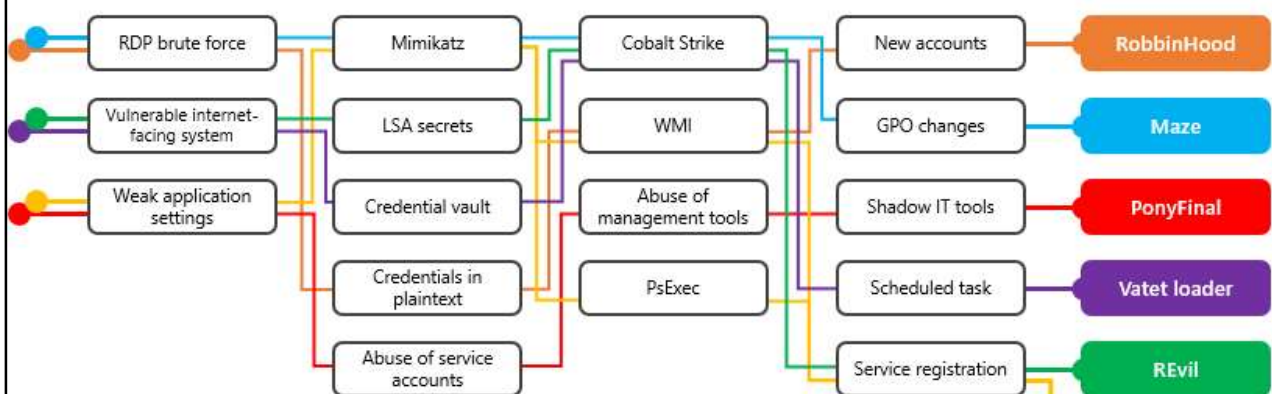 RDP brute force
Mimikatz
Cobalt Strike
New accounts
RobbinHood
Vulnerable internet-
facing system
LSA secrets
WMI
GPO changes
Maze
Weak application
settings
Credential vault
Abuse of
management tools
Shadow IT tools
PonyFinal
Credentials in
plaintext
PsExec
Scheduled task
Vatet loader
Abuse of service
accounts
Service registration
REvil